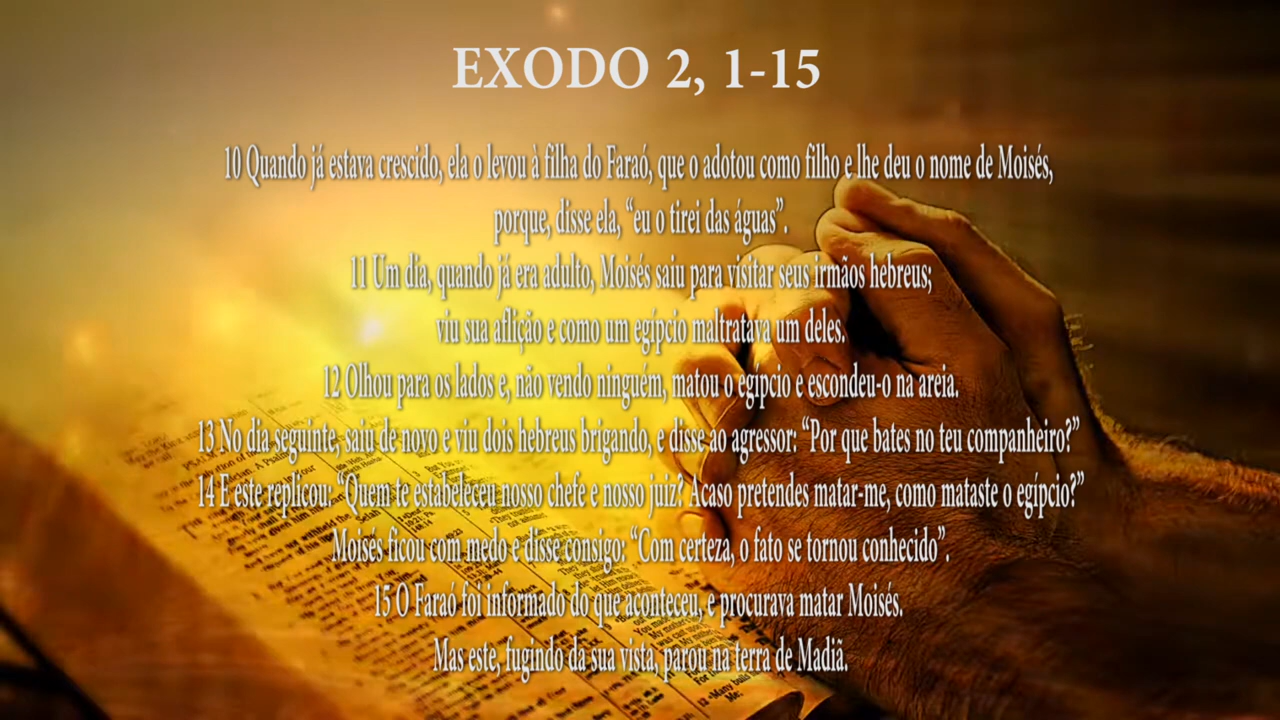 EXODO 2, 1-15
10 Quando já estava crescido, ela o levou à filha do Faraó, que o adotou como filho e lhe deu o nome de Moisés,
porque, disse ela, “eu o tirei das águas”.
11 Um dia, quando já era adulto, Moisés saiu para visitar seus irmãos hebreus;
viu sua aflição e como um egípcio maltratava um deles.
12 Olhou para os lados e, não vendo ninguém, matou o egípcio e escondeu-o na areia.
13 No dia seguinte, saiu de novo e viu dois hebreus brigando, e disse ao agressor: “Por que bates no teu companheiro?”
14 E este replicou: “Quem te estabeleceu nosso chefe e nosso juiz? Acaso pretendes matar-me, como mataste o egípcio?”
Moisés ficou com medo e disse consigo: “Com certeza, o fato se tornou conhecido”.
15 O Faraó foi informado do que aconteceu, e procurava matar Moisés.
Mas este, fugindo da sua vista, parou na terra de Madiã.